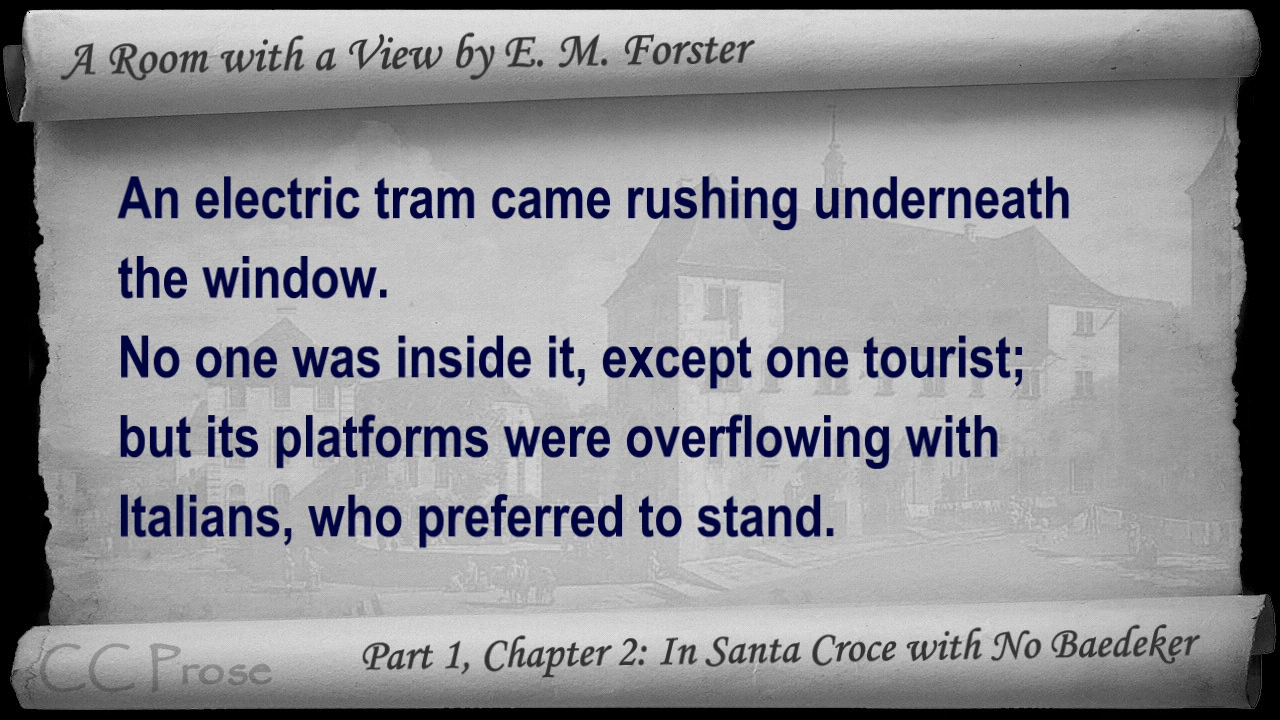 A Room with a View by E. M. Forster
An electric tram came rushing underneath
the window.
No one was inside it, except one tourist;
but its platforms were overflowing with
Italians, who preferred to stand.
Part 1, Chapter 2: In Santa Croce with No Baedeker
CC Prose